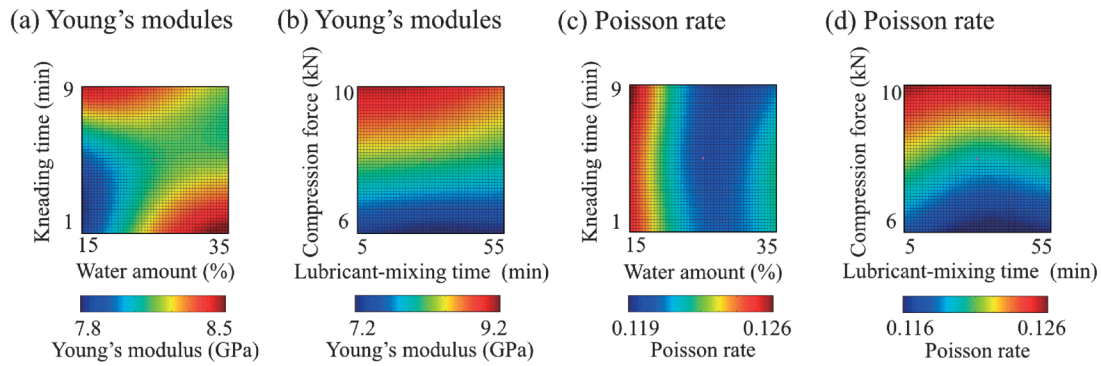 (a) Young's modules
Kneading time (min)
9
1
15
35
Water amount (%)
7.8
8.5
Young's modulus (GPa)
(b) Young's modules
Compression force (kN)
10
6
5
55
Lubricant-mixing time (min)
7.2
9.2
Young's modulus (GPa)
(c) Poisson rate
Kneading time (min)
9
1
15
35
Water amount (%)
0.119
0.126
Poisson rate
(d) Poisson rate
Compression force (kN)
10
6
5
55
Lubricant-mixing time (min)
0.116
0.126
Poisson rate